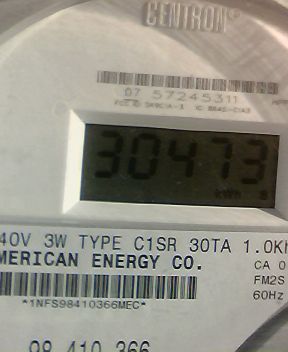 CENTRON®
07 57245311
30473
kWh
40V 3W TYPE C1SR 30TA 1.0Kh
MERICAN ENERGY CO.
CA 0
FM2S
60Hz
*1NFS98410366MEC*
98 410 366